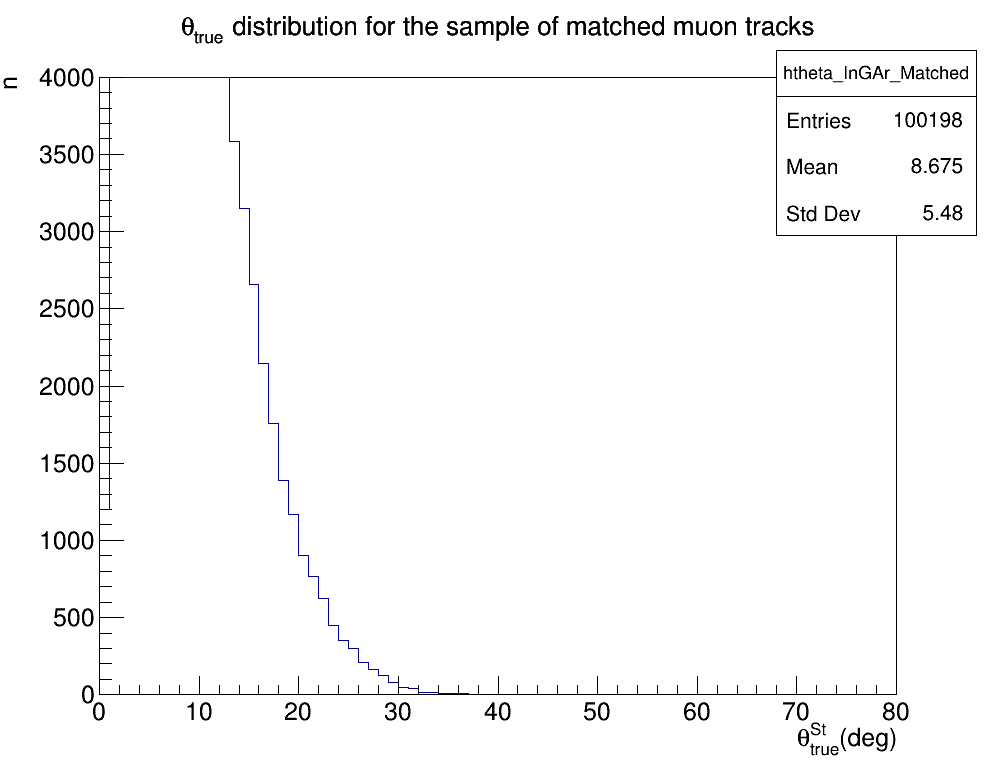 θtrue distribution for the sample of matched muon tracks
htheta_InGAr_Matched
Entries 100198
Mean 8.675
Std Dev 5.48
n
4000
3500
3000
2500
2000
1500
1000
500
0
0 10 20 30 40 50 60 70 80
θ^St_true(deg)